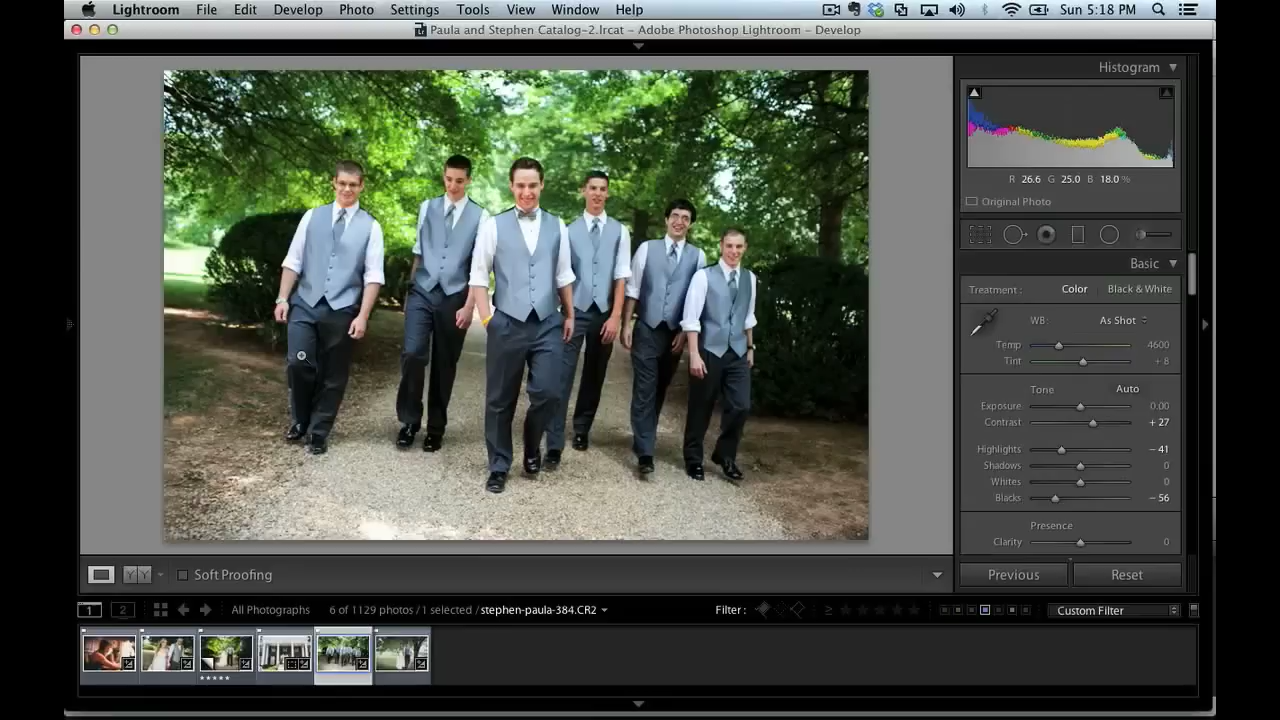 Lightroom File Edit Develop Photo Settings Tools View Window Help Sun 5:18 PM
Paula and Stephen Catalog-2.lrcat - Adobe Photoshop Lightroom - Develop
Histogram
R 26.6 G 25.0 B 18.0 %
Original Photo
Basic
Treatment : Color Black & White
WB: As Shot
Temp 4600
Tint + 8
Tone Auto
Exposure 0.00
Contrast + 27
Highlights - 41
Shadows 0
Whites 0
Blacks - 56
Presence
Clarity 0
YY Soft Proofing Previous Reset
1 2 All Photographs 6 of 1129 photos / 1 selected / stephen-paula-384.CR2 Filter : ≥ Custom Filter